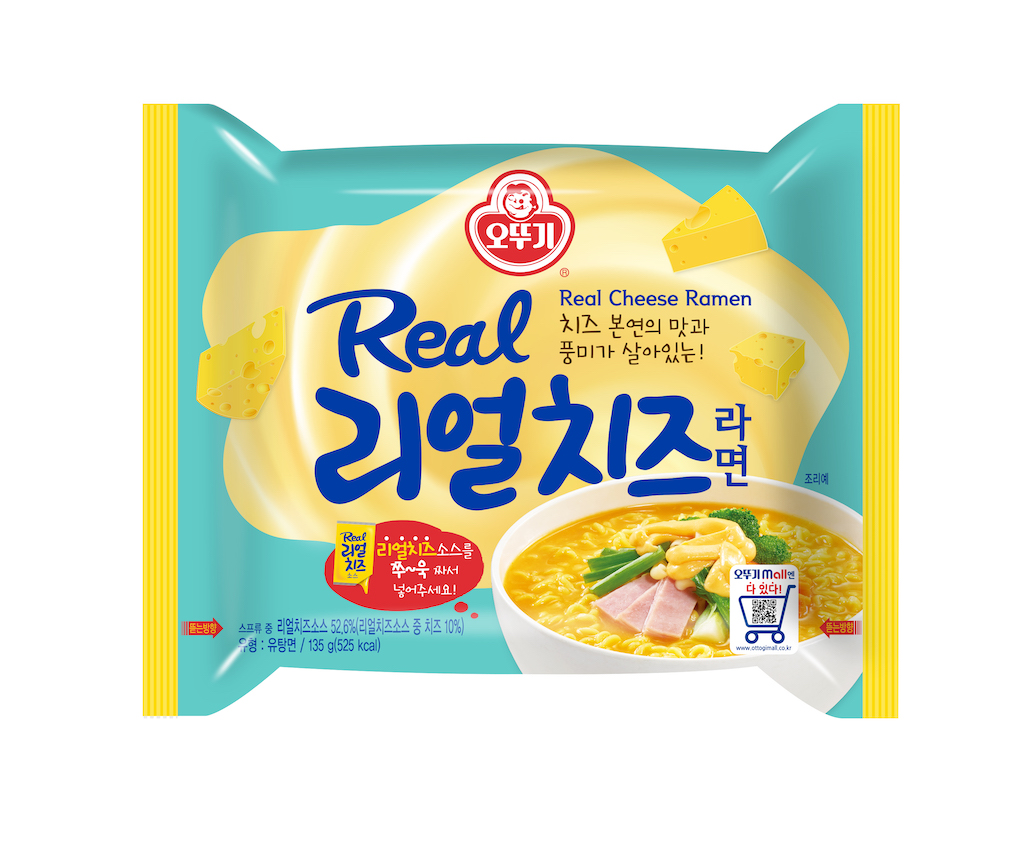 오뚜기
®
Real
Real Cheese Ramen
치즈 본연의 맛과
풍미가 살아있는!
리얼치즈
라면
조리예
Real
리얼
치즈
소스
리얼치즈소스를
쭈~욱 짜서
넣어주세요!
오뚜기 Mall엔
다 있다!
www.ottogimall.co.kr
뜯는방향
뜯는방향
스프류 중 리얼치즈소스 52.6%(리얼치즈소스 중 치즈 10%)
유형 : 유탕면 / 135 g(525 kcal)